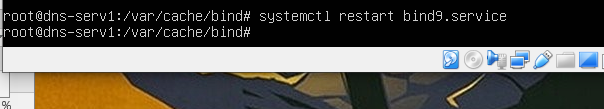 root@dns-serv1:/var/cache/bind# systemctl restart bind9.service
root@dns-serv1:/var/cache/bind#
%